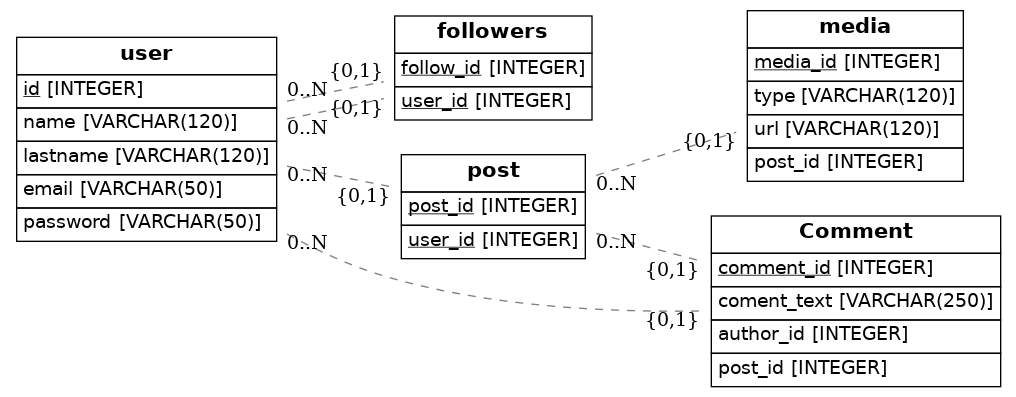 user
id [INTEGER]
name [VARCHAR(120)]
lastname [VARCHAR(120)]
email [VARCHAR(50)]
password [VARCHAR(50)]
0..N
{0,1}
0..N
{0,1}
0..N
{0,1}
0..N
{0,1}
followers
follow_id [INTEGER]
user_id [INTEGER]
post
post_id [INTEGER]
user_id [INTEGER]
0..N
{0,1}
0..N
{0,1}
media
media_id [INTEGER]
type [VARCHAR(120)]
url [VARCHAR(120)]
post_id [INTEGER]
Comment
comment_id [INTEGER]
coment_text [VARCHAR(250)]
author_id [INTEGER]
post_id [INTEGER]